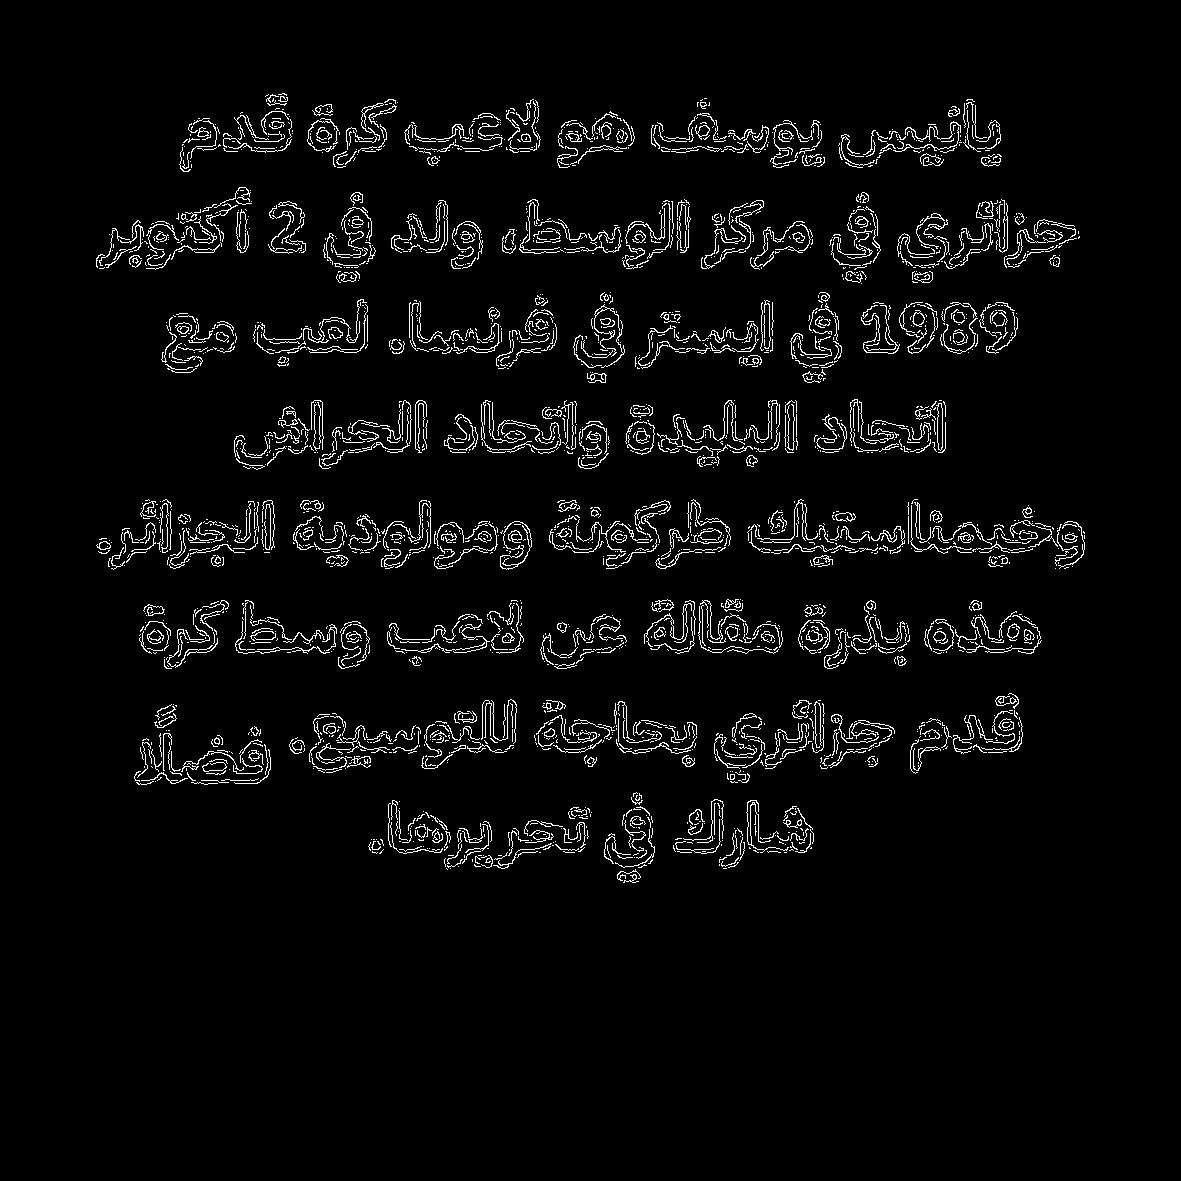 يانيس يوسف هو لاعب كرة قدم
جزائري في مركز الوسط، ولد في 2 أكتوبر
1989 في ايستر في فرنسا. لعب مع
اتحاد البليدة واتحاد الحراش
وخيمناستيك طركونة ومولودية الجزائر.
هذه بذرة مقالة عن لاعب وسط كرة
قدم جزائري بحاجة للتوسيع. فضلًا
شارك في تحريرها.